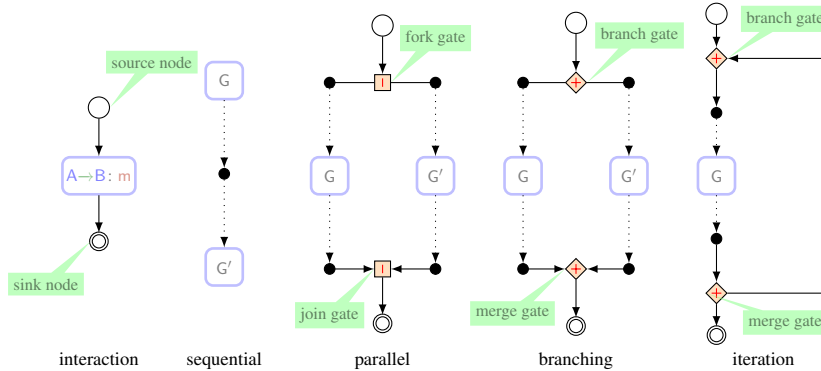 source node
A→B: m
sink node
interaction
G
G′
sequential
fork gate
|
G G′
|
join gate
parallel
branch gate
+
G G′
+
merge gate
branching
branch gate
+
G
+
merge gate
iteration